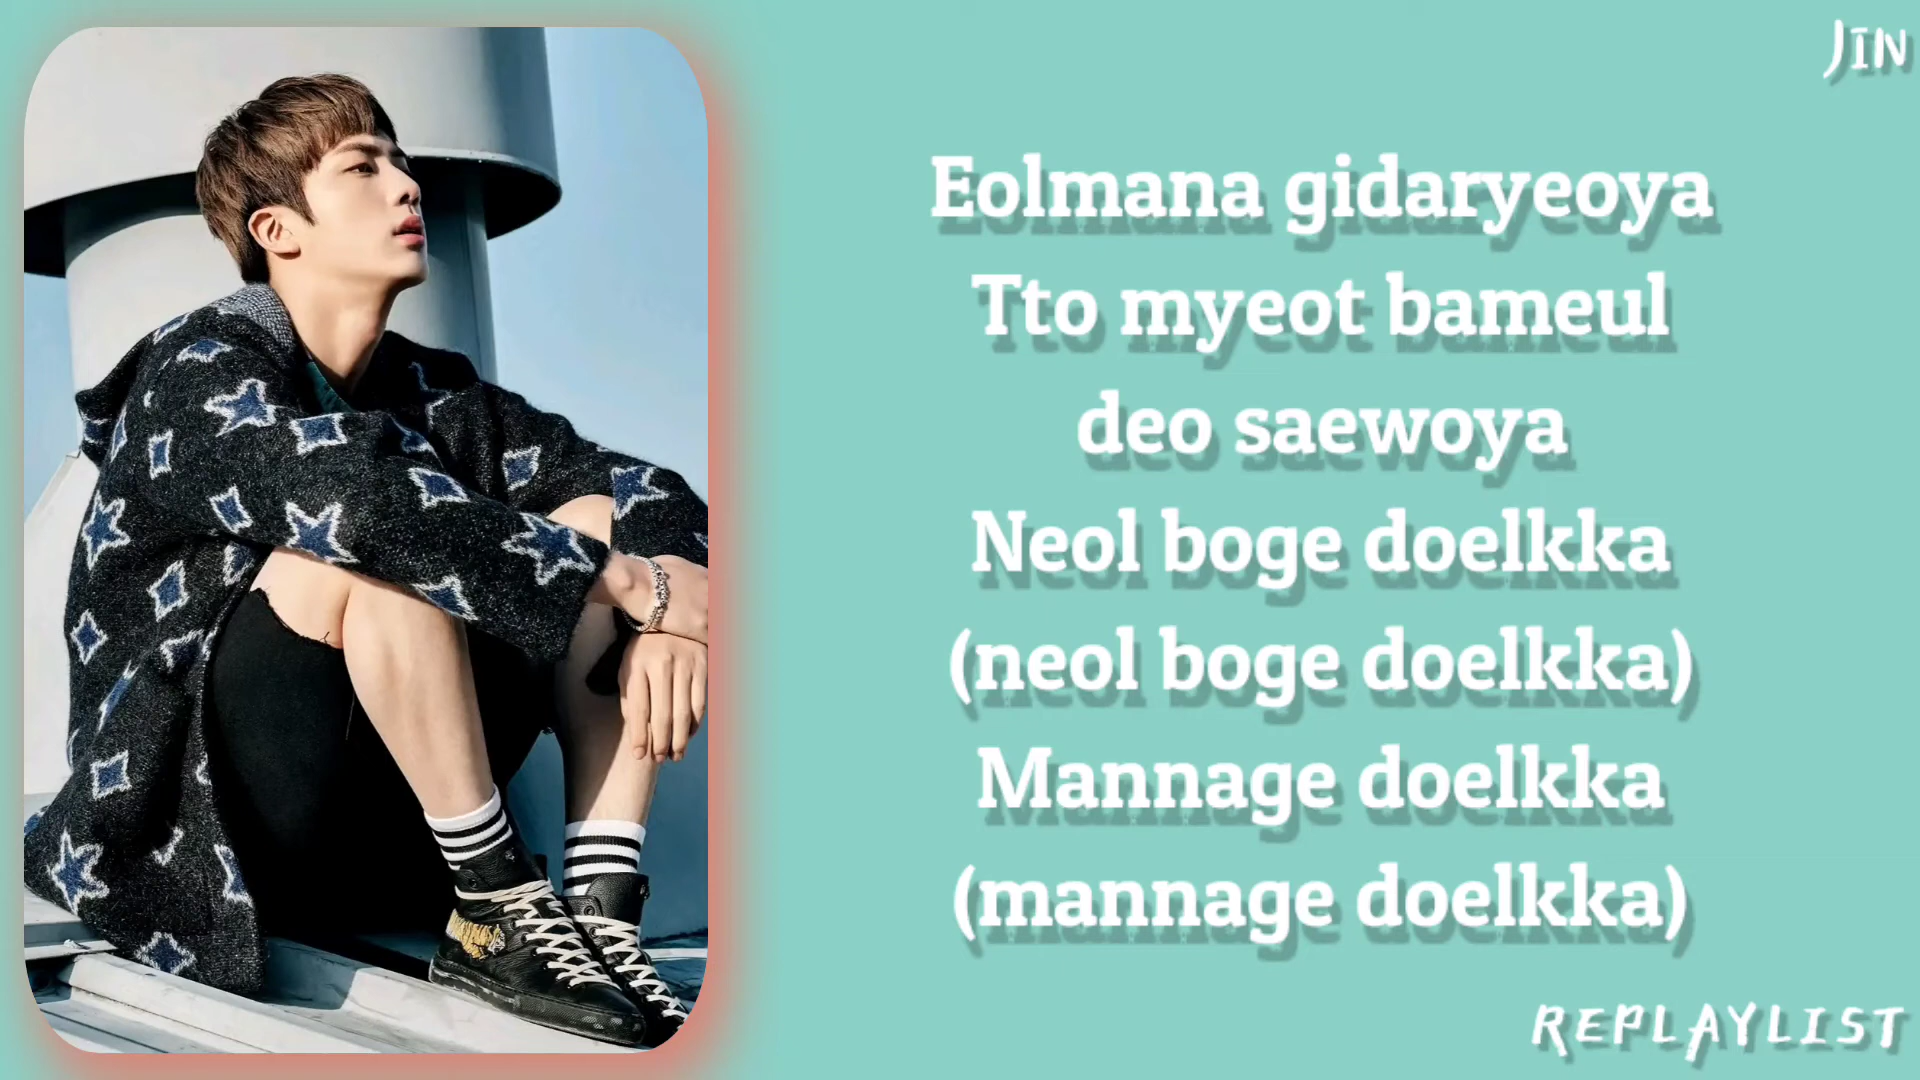 JIN
Eolmana gidaryeoya
Tto myeot bameul
deo saewoya
Neol boge doelkka
(neol boge doelkka)
Mannage doelkka
(mannage doelkka)
REPLAYLIST